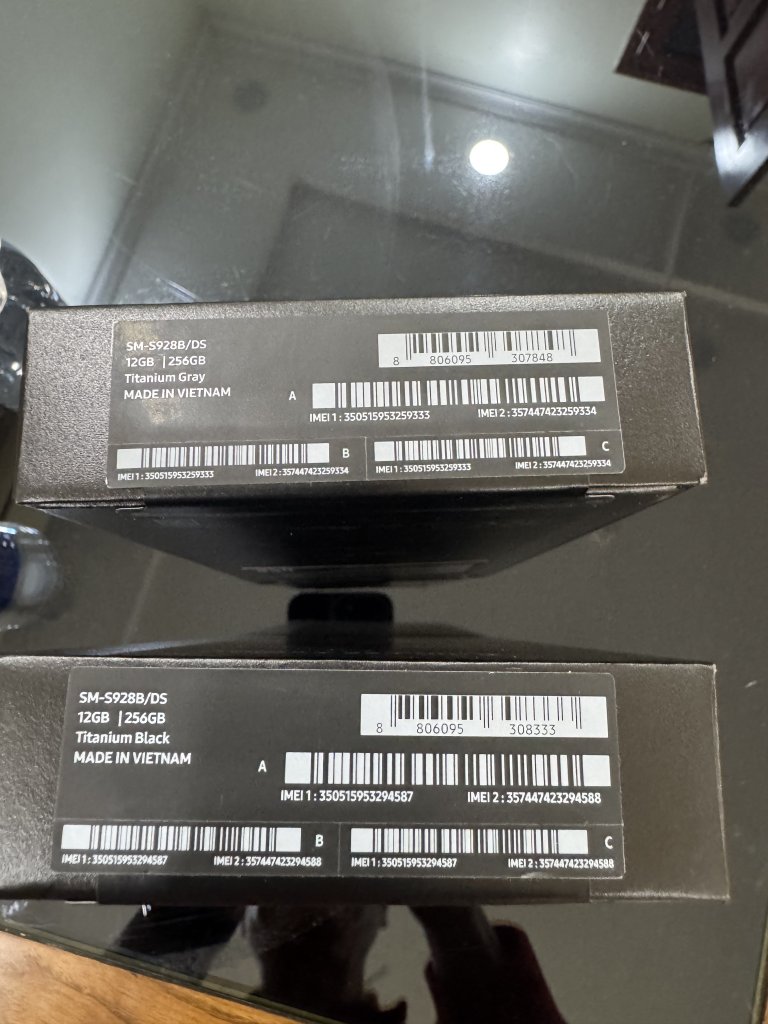 SM-S928B/DS
12GB | 256GB
Titanium Gray
MADE IN VIETNAM
8 806095 307848
A
IMEI 1 : 350515953259333 IMEI 2 : 357447423259334
B
IMEI 1 : 350515953259333 IMEI 2 : 357447423259334
C
IMEI 1 : 350515953259333 IMEI 2 : 357447423259334
SM-S928B/DS
12GB | 256GB
Titanium Black
MADE IN VIETNAM
8 806095 308333
A
IMEI 1 : 350515953294587 IMEI 2 : 357447423294588
B
IMEI 1 : 350515953294587 IMEI 2 : 357447423294588
C
IMEI 1 : 350515953294587 IMEI 2 : 357447423294588